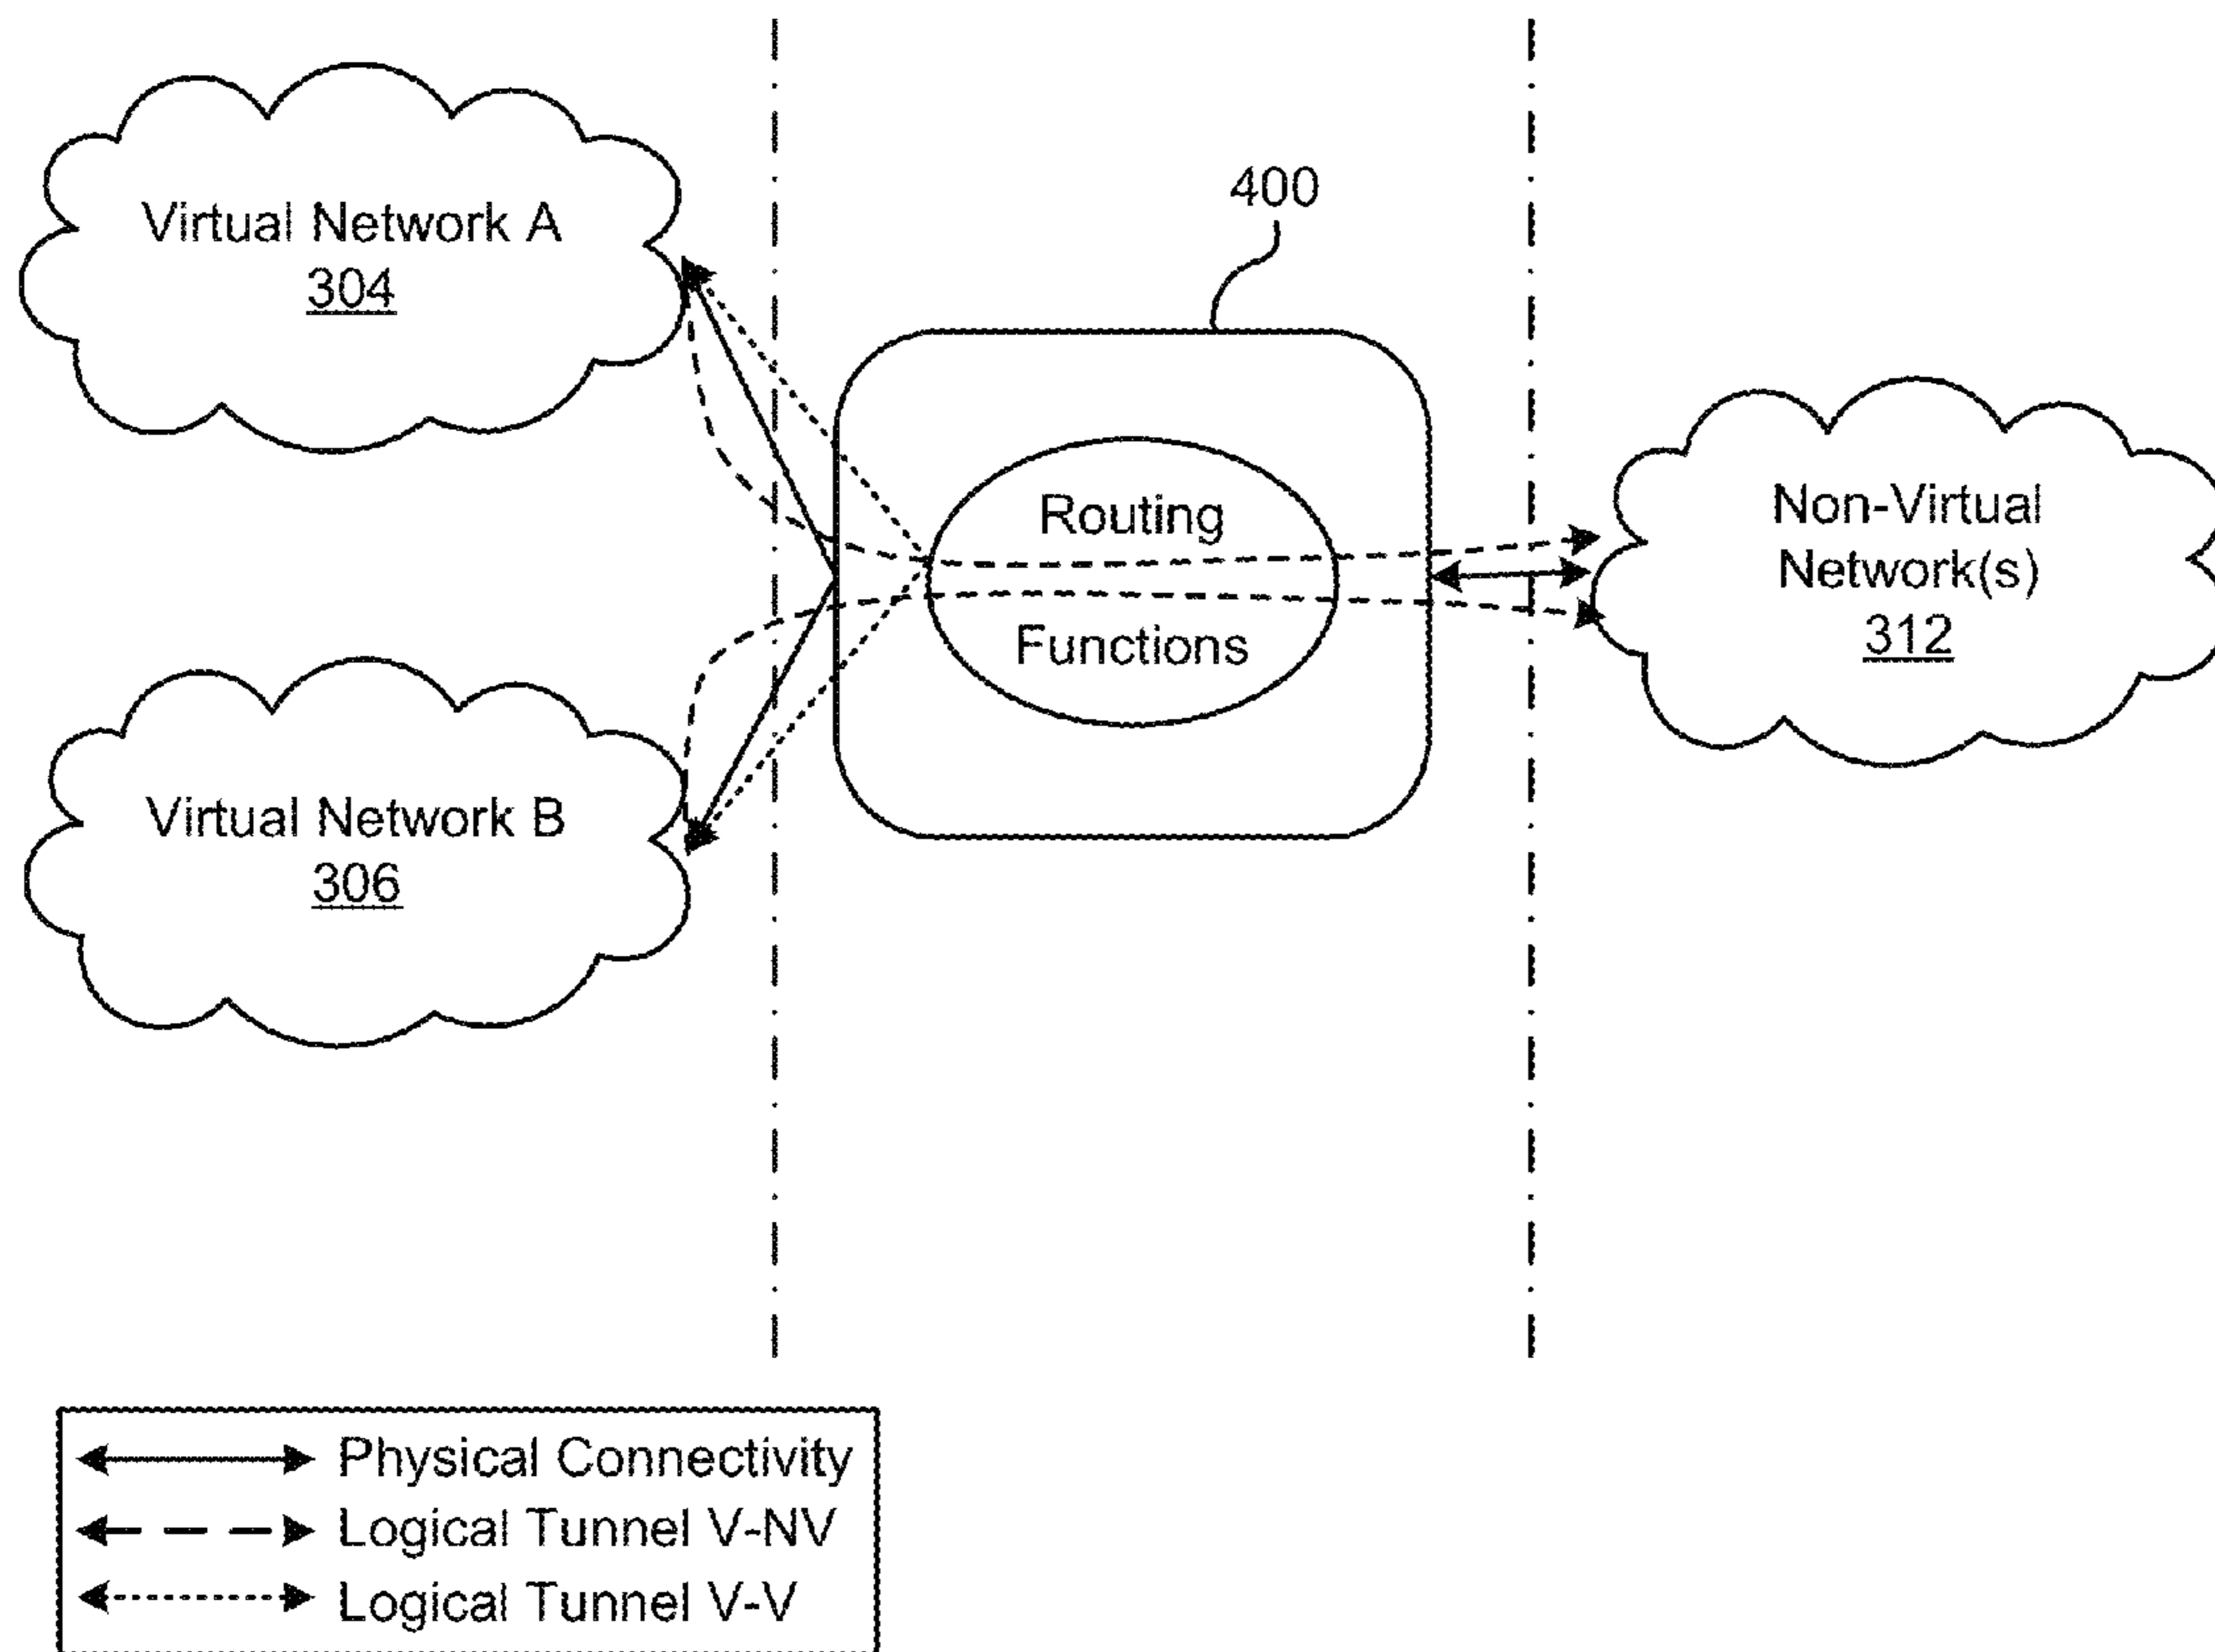 Virtual Network A
304
400
Routing
Functions
Non-Virtual
Network(s)
312
Virtual Network B
306
Physical Connectivity
Logical Tunnel V-NV
Logical Tunnel V-V